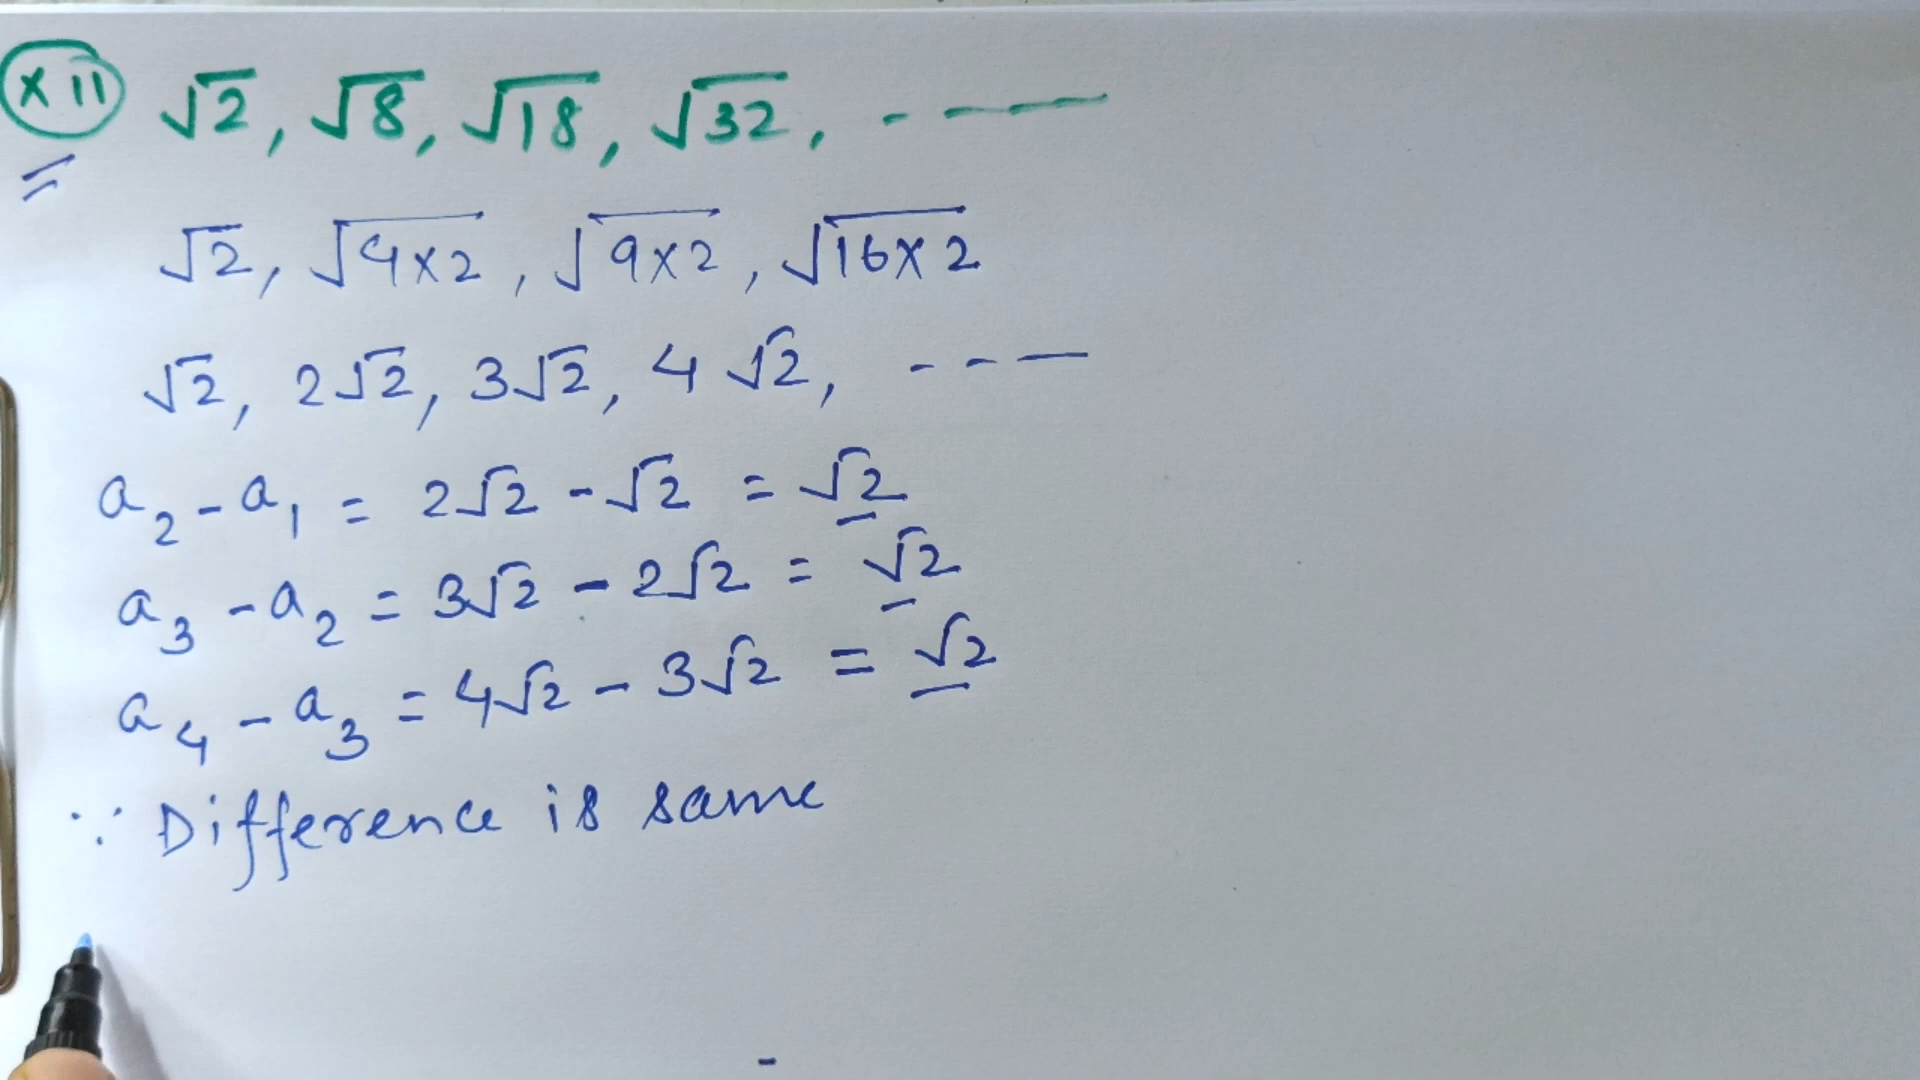 xii √2, √8, √18, √32, - - —
=
√2, √4×2, √9×2, √16×2
√2, 2√2, 3√2, 4√2, - - —
a₂-a₁ = 2√2 - √2 = √2
a₃-a₂ = 3√2 - 2√2 = √2
a₄-a₃ = 4√2 - 3√2 = √2
∵ Difference is same